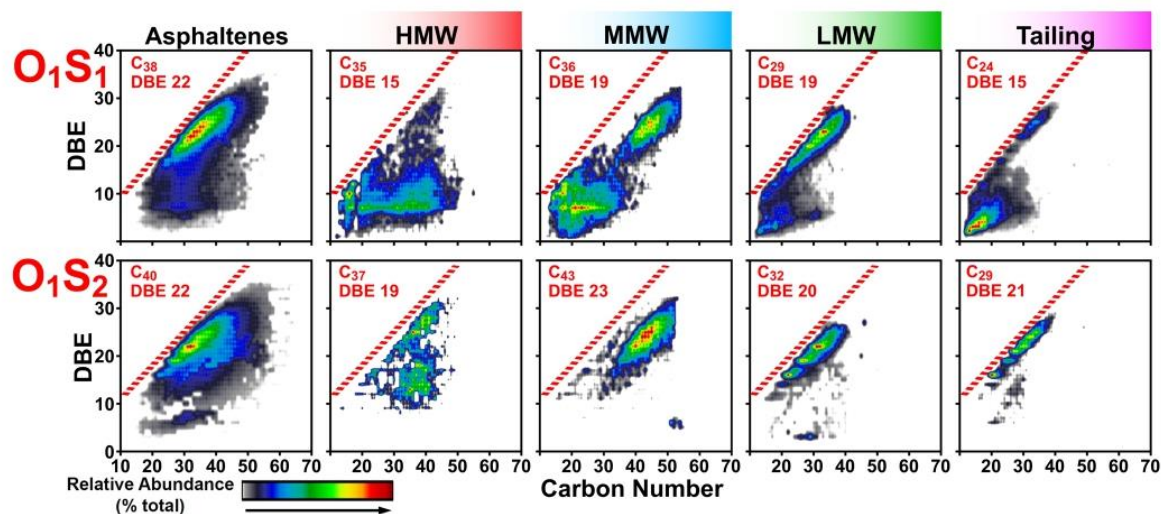 Asphaltenes HMW MMW LMW Tailing
O₁S₁
DBE
40
30
20
10
C₃₈
DBE 22
C₃₅
DBE 15
C₃₆
DBE 19
C₂₉
DBE 19
C₂₄
DBE 15
O₁S₂
DBE
40
30
20
10
0
C₄₀
DBE 22
C₃₇
DBE 19
C₄₃
DBE 23
C₃₂
DBE 20
C₂₉
DBE 21
10 20 30 40 50 60 70 20 30 40 50 60 70 20 30 40 50 60 70 20 30 40 50 60 70 20 30 40 50 60 70
Carbon Number
Relative Abundance
(% total)